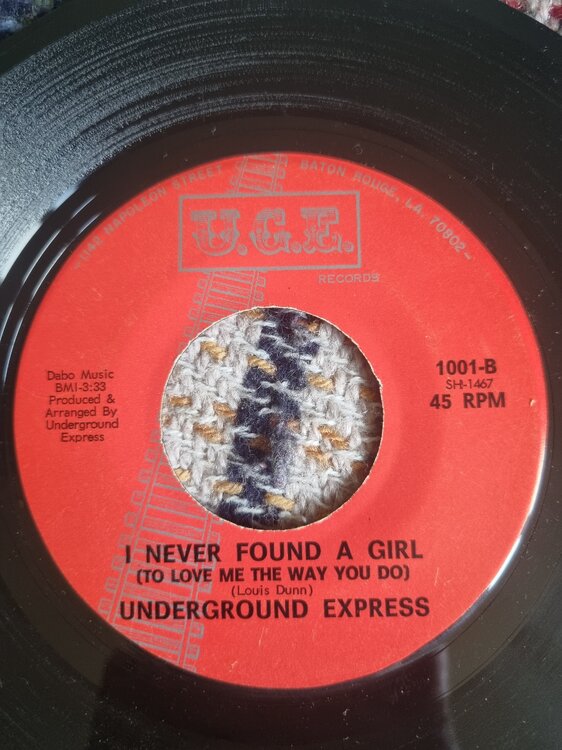 1142 NAPOLEON STREET BATON ROUGE, LA. 70802-
U.G.E.
RECORDS
Dabo Music
BMI-3:33
Produced &
Arranged By
Underground
Express
1001-B
SH-1467
45 RPM
I NEVER FOUND A GIRL
(TO LOVE ME THE WAY YOU DO)
(Louis Dunn)
UNDERGROUND EXPRESS